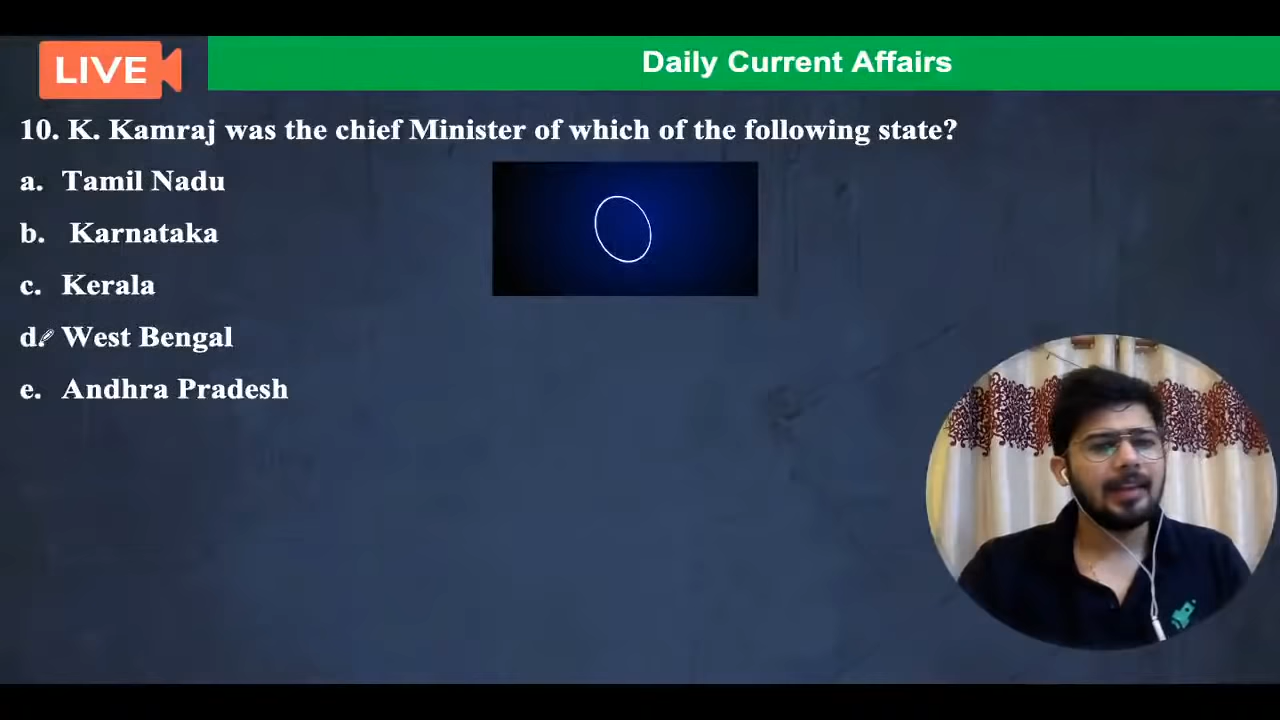 LIVE
Daily Current Affairs
10. K. Kamraj was the chief Minister of which of the following state?
a. Tamil Nadu
b. Karnataka
c. Kerala
d. West Bengal
e. Andhra Pradesh